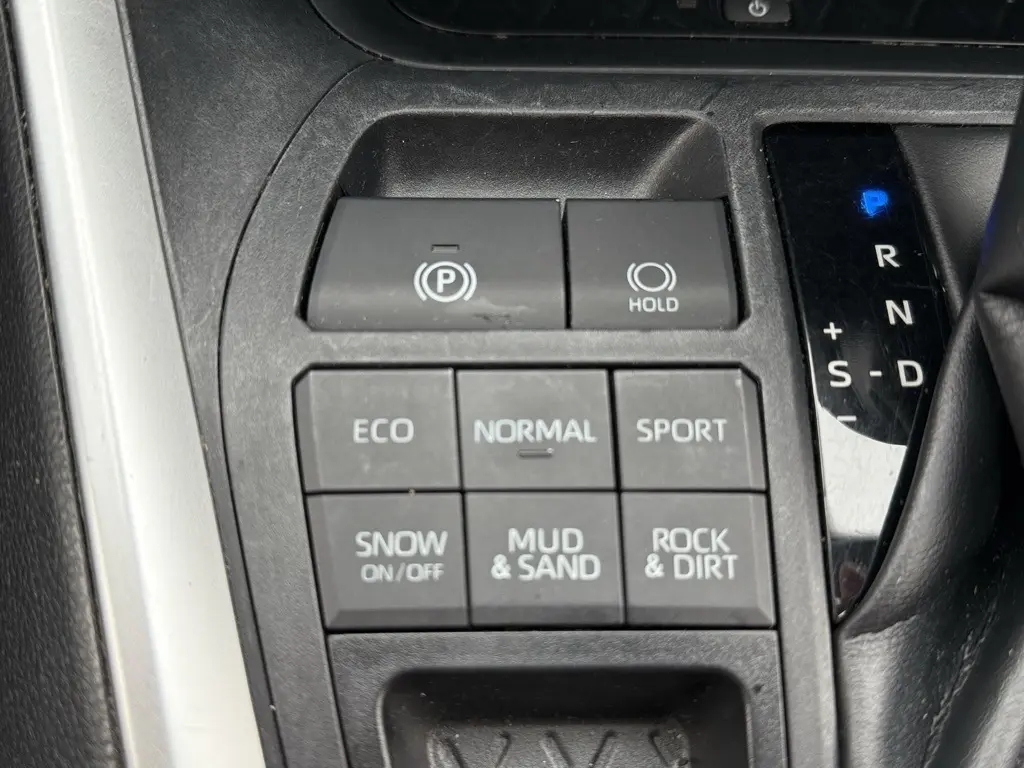 P
HOLD
P
R
N
+
S - D
–
ECO
NORMAL
SPORT
SNOW
ON/OFF
MUD
& SAND
ROCK
& DIRT